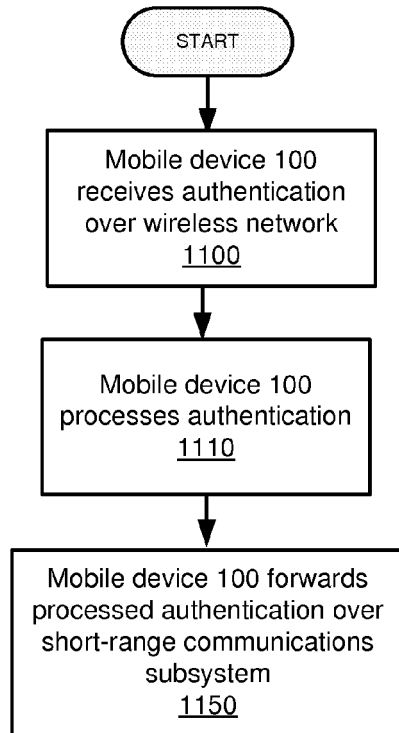 START
Mobile device 100
receives authentication
over wireless network
1100
Mobile device 100
processes authentication
1110
Mobile device 100 forwards
processed authentication over
short-range communications
subsystem
1150